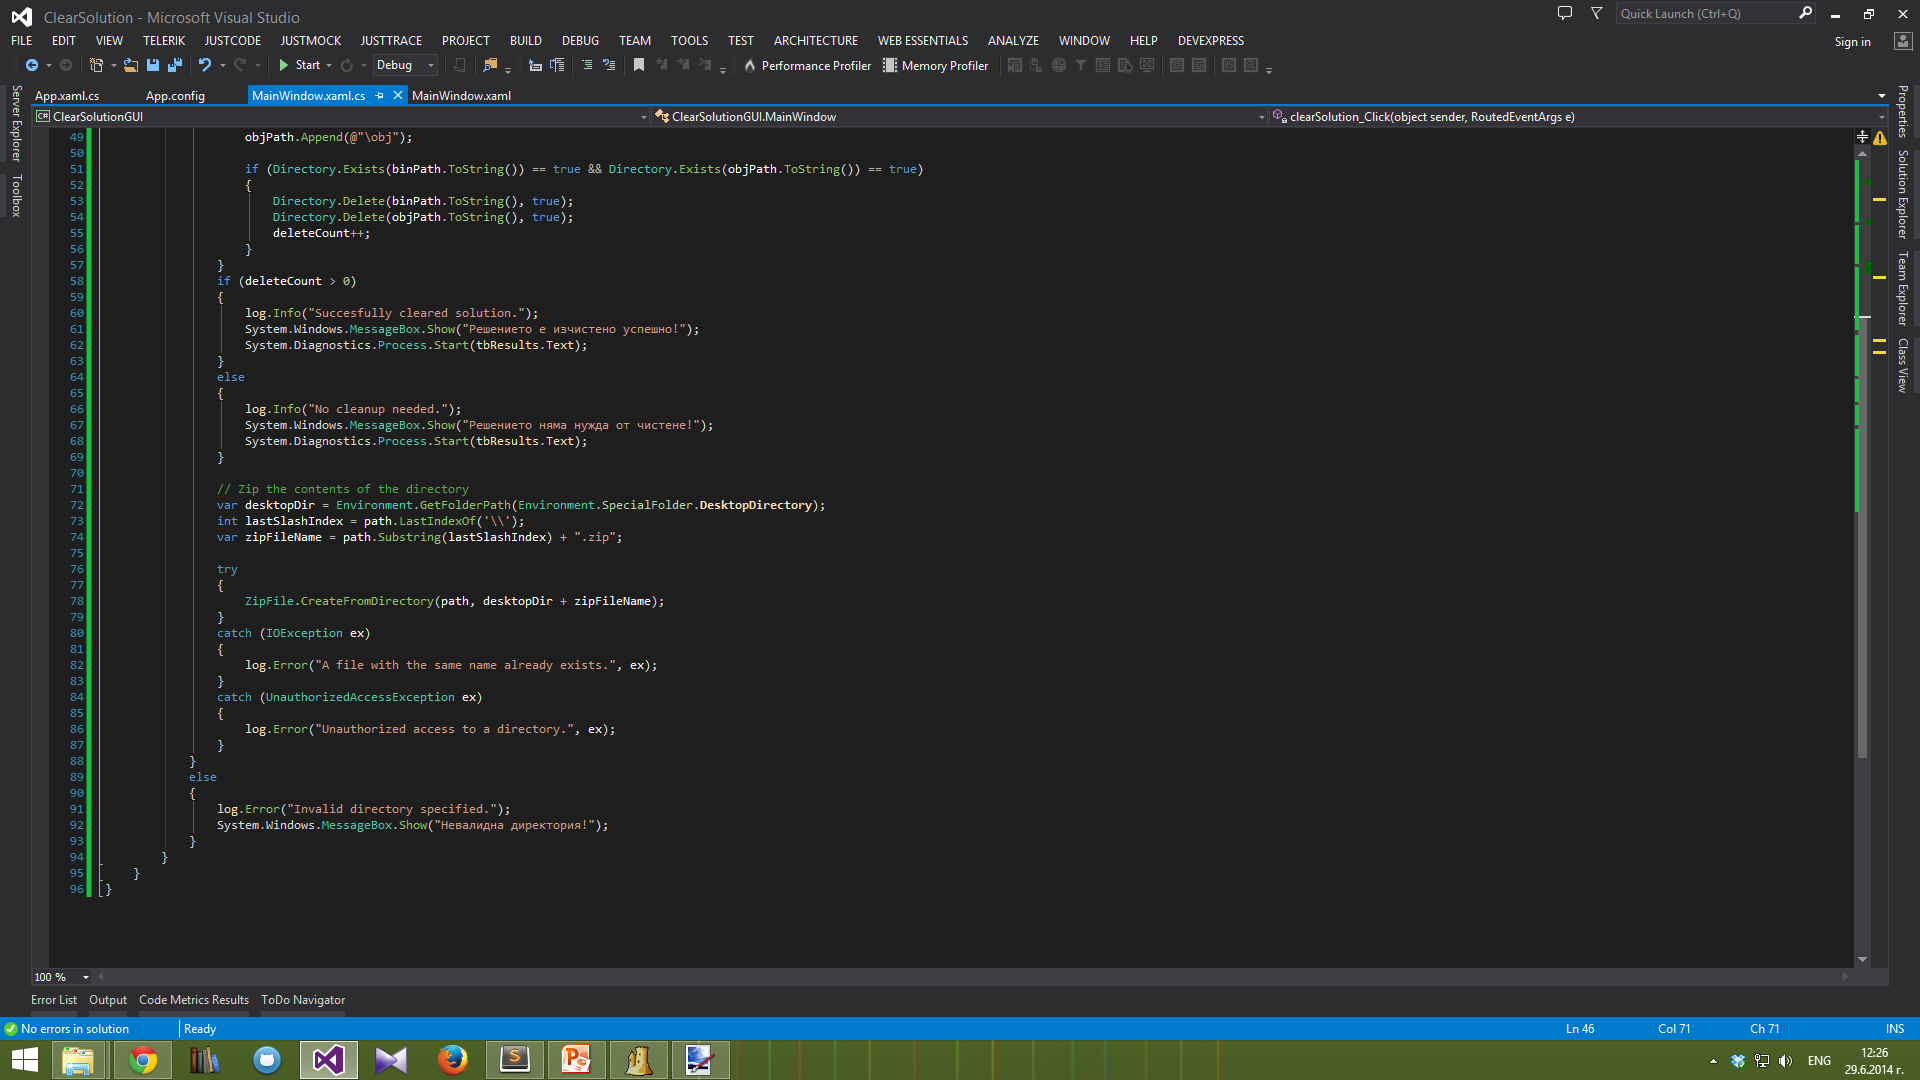 ClearSolution - Microsoft Visual Studio
Quick Launch (Ctrl+Q)
FILE EDIT VIEW TELERIK JUSTCODE JUSTMOCK JUSTTRACE PROJECT BUILD DEBUG TEAM TOOLS TEST ARCHITECTURE WEB ESSENTIALS ANALYZE WINDOW HELP DEVEXPRESS
Sign in
Start Debug Performance Profiler Memory Profiler
App.xaml.cs App.config MainWindow.xaml.cs MainWindow.xaml
C# ClearSolutionGUI ClearSolutionGUI.MainWindow clearSolution_Click(object sender, RoutedEventArgs e)
Server Explorer
Toolbox
Properties
Solution Explorer
Team Explorer
Class View
49 objPath.Append(@"\obj");
50
51 if (Directory.Exists(binPath.ToString()) == true && Directory.Exists(objPath.ToString()) == true)
52 {
53 Directory.Delete(binPath.ToString(), true);
54 Directory.Delete(objPath.ToString(), true);
55 deleteCount++;
56 }
57 }
58 if (deleteCount > 0)
59 {
60 log.Info("Succesfully cleared solution.");
61 System.Windows.MessageBox.Show("Решението е изчистено успешно!");
62 System.Diagnostics.Process.Start(tbResults.Text);
63 }
64 else
65 {
66 log.Info("No cleanup needed.");
67 System.Windows.MessageBox.Show("Решението няма нужда от чистене!");
68 System.Diagnostics.Process.Start(tbResults.Text);
69 }
70
71 // Zip the contents of the directory
72 var desktopDir = Environment.GetFolderPath(Environment.SpecialFolder.DesktopDirectory);
73 int lastSlashIndex = path.LastIndexOf('\\');
74 var zipFileName = path.Substring(lastSlashIndex) + ".zip";
75
76 try
77 {
78 ZipFile.CreateFromDirectory(path, desktopDir + zipFileName);
79 }
80 catch (IOException ex)
81 {
82 log.Error("A file with the same name already exists.", ex);
83 }
84 catch (UnauthorizedAccessException ex)
85 {
86 log.Error("Unauthorized access to a directory.", ex);
87 }
88 }
89 else
90 {
91 log.Error("Invalid directory specified.");
92 System.Windows.MessageBox.Show("Невалидна директория!");
93 }
94 }
95 }
96 }
100 %
Error List Output Code Metrics Results ToDo Navigator
No errors in solution Ready Ln 46 Col 71 Ch 71 INS
ENG
12:26
29.6.2014 г.